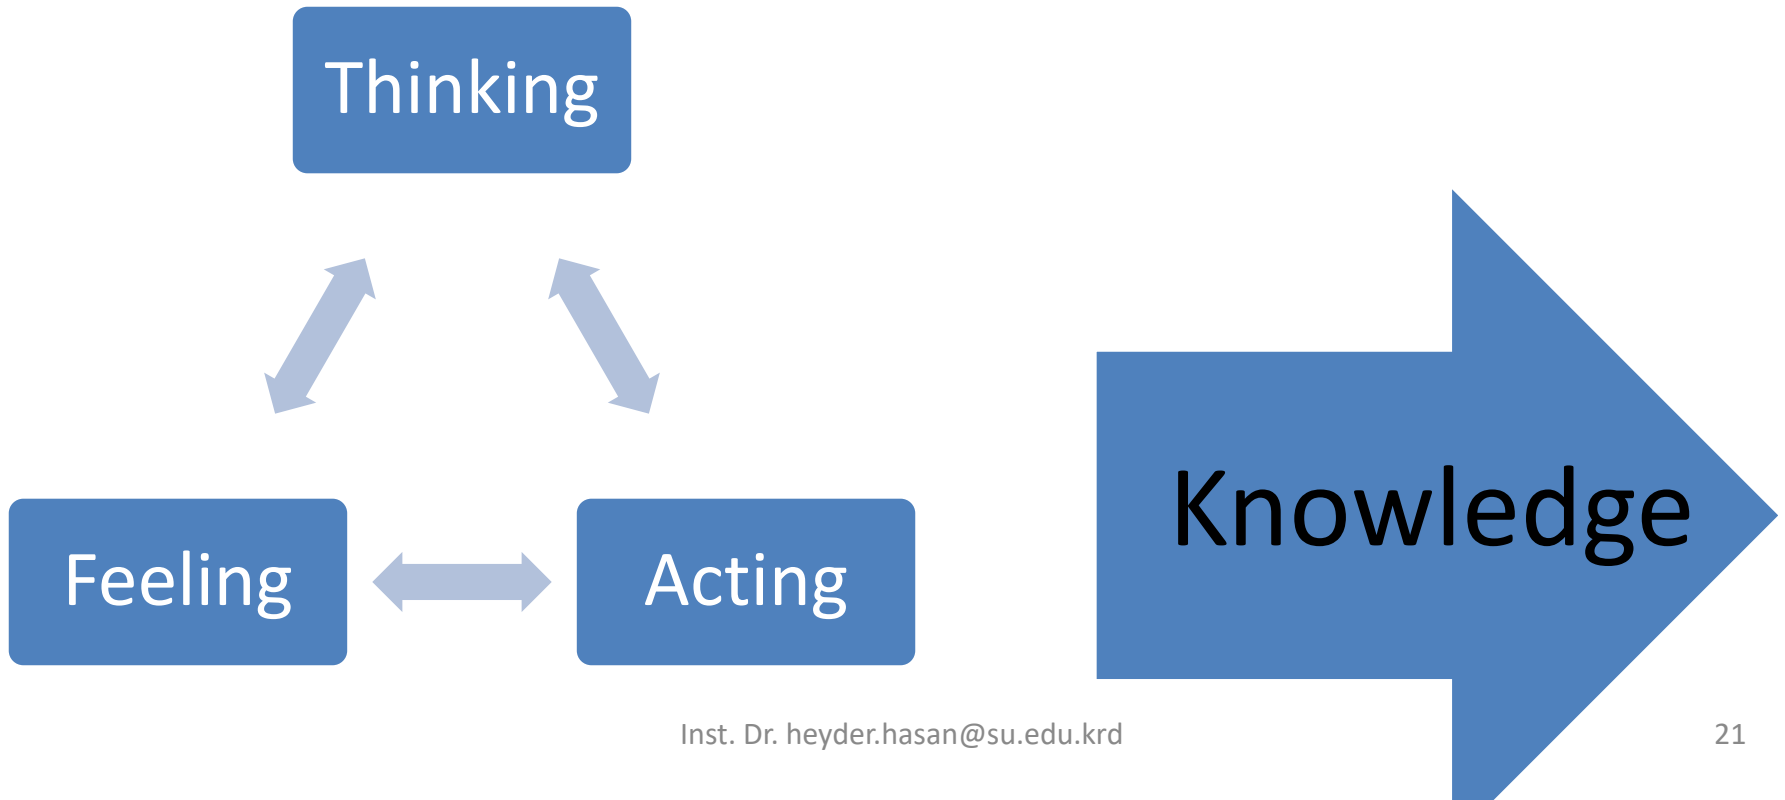 Thinking
Feeling
Acting
Knowledge
Inst. Dr. heyder.hasan@su.edu.krd
21